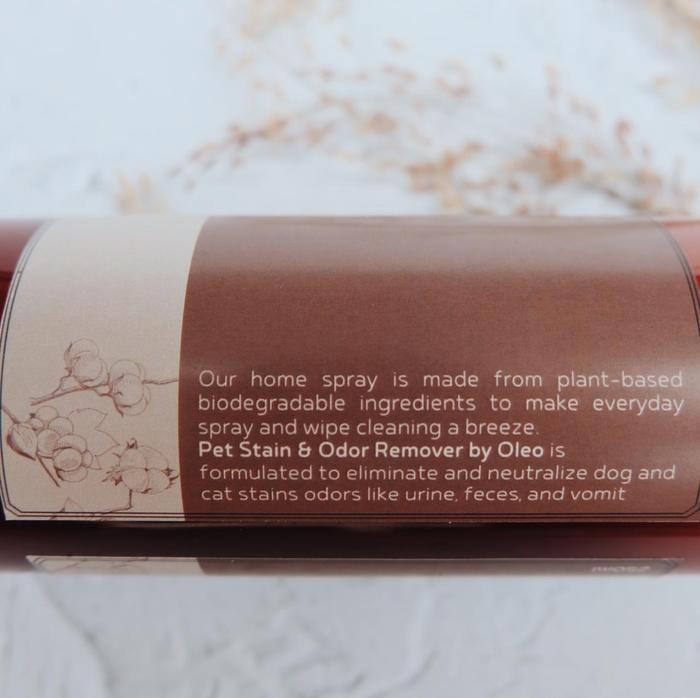 Our home spray is made from plant-based
biodegradable ingredients to make everyday
spray and wipe cleaning a breeze.
Pet Stain & Odor Remover by Oleo is
formulated to eliminate and neutralize dog and
cat stains odors like urine, feces, and vomit